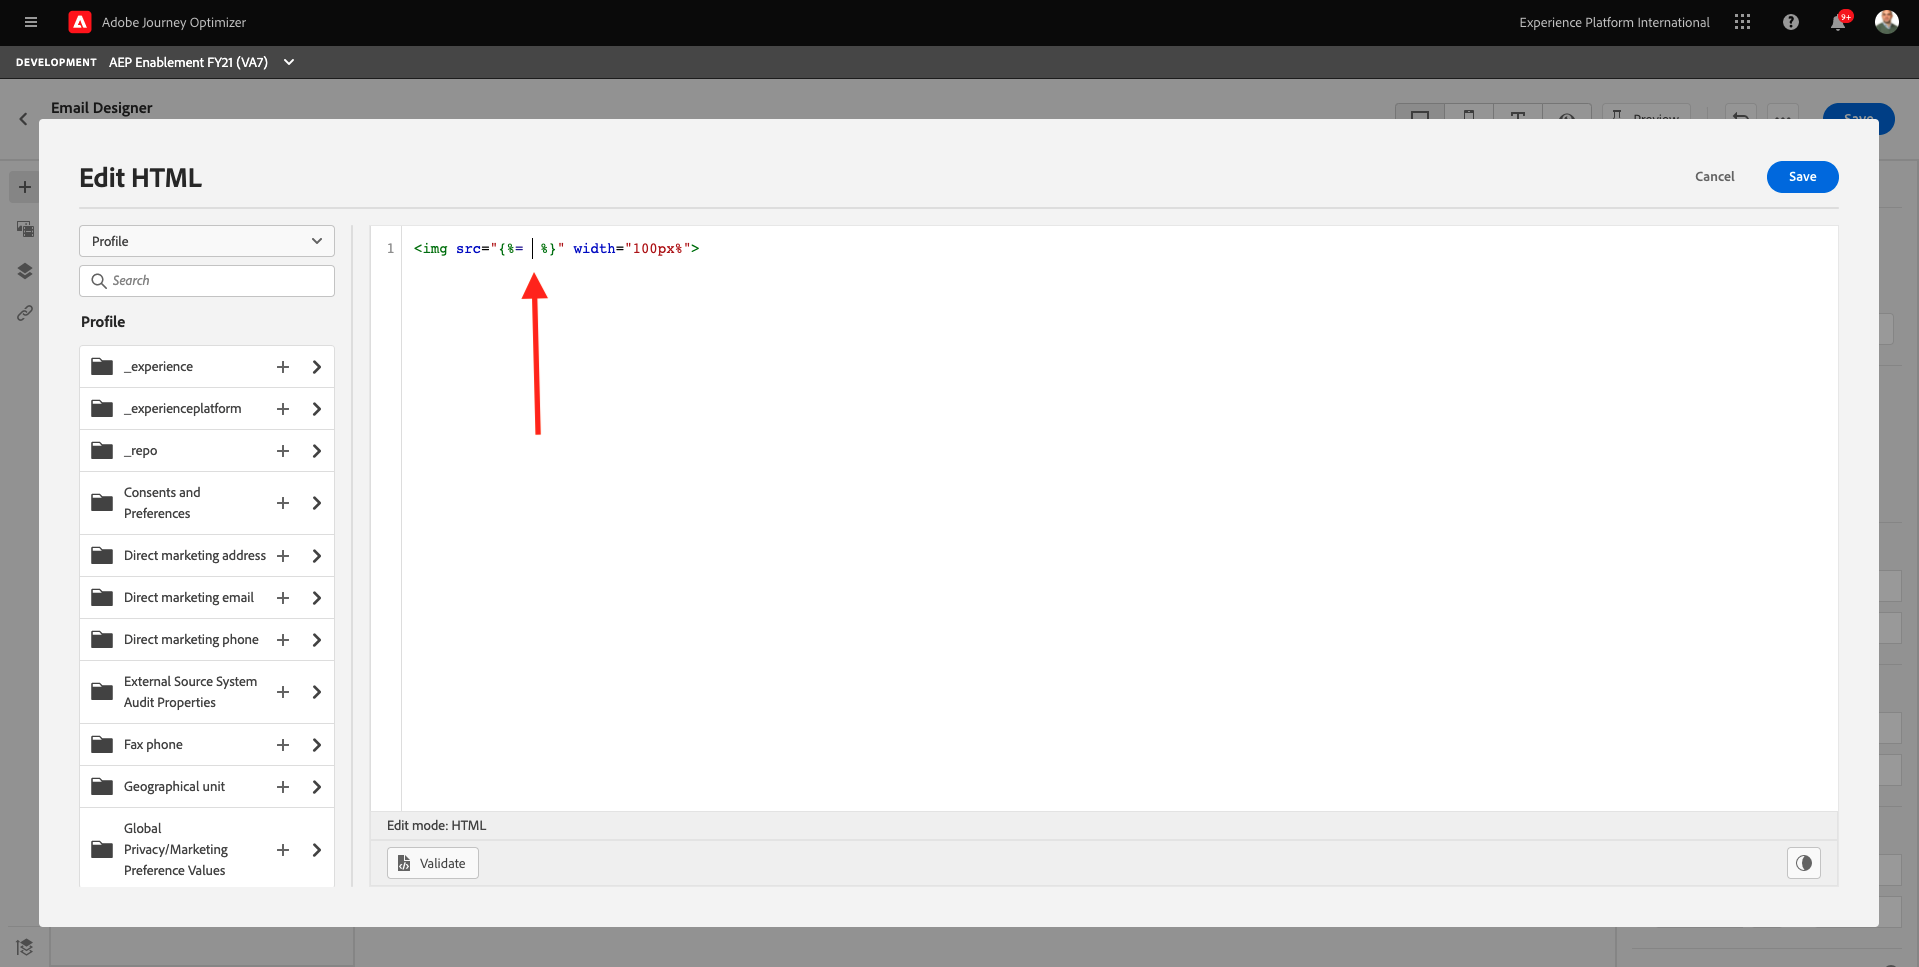 Adobe Journey Optimizer
Experience Platform International
9+
DEVELOPMENT AEP Enablement FY21 (VA7)
Email Designer
Preview
Save
Edit HTML
Cancel
Save
Profile
Search
Profile
_experience
_experienceplatform
_repo
Consents and
Preferences
Direct marketing address
Direct marketing email
Direct marketing phone
External Source System
Audit Properties
Fax phone
Geographical unit
Global
Privacy/Marketing
Preference Values
1 <img src="{%= %}" width="100px%">
Edit mode: HTML
Validate